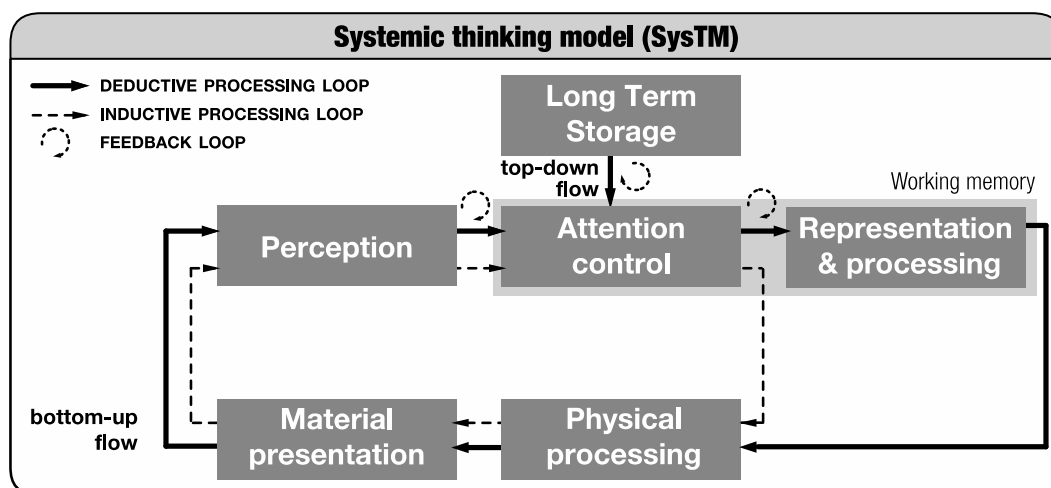 Systemic thinking model (SysTM)
DEDUCTIVE PROCESSING LOOP
INDUCTIVE PROCESSING LOOP
FEEDBACK LOOP
Long Term
Storage
top-down
flow
Working memory
Perception
Attention
control
Representation
& processing
bottom-up
flow
Material
presentation
Physical
processing